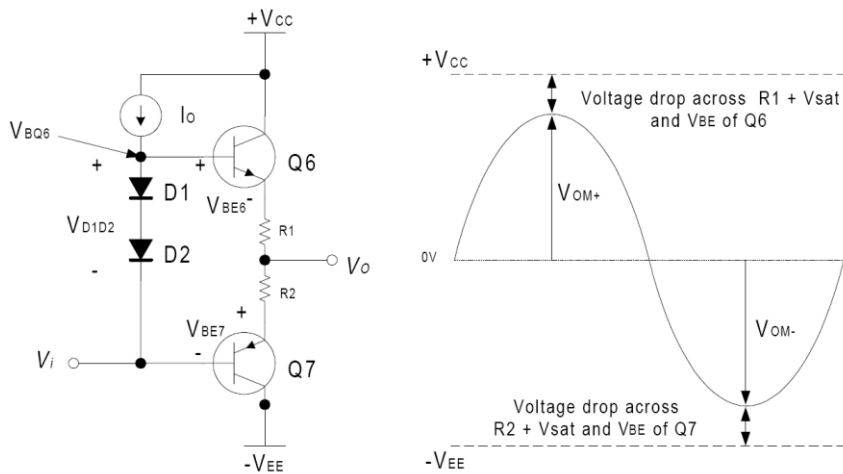 +VCC
IO
VBQ6
+
+
Q6
D1
VBE6
-
R1
VD1D2
D2
VO
-
R2
+
VBE7
Vi
-
Q7
-VEE
+VCC
Voltage drop across R1 + Vsat
and VBE of Q6
VOM+
0V
VOM-
Voltage drop across
R2 + Vsat and VBE of Q7
-VEE